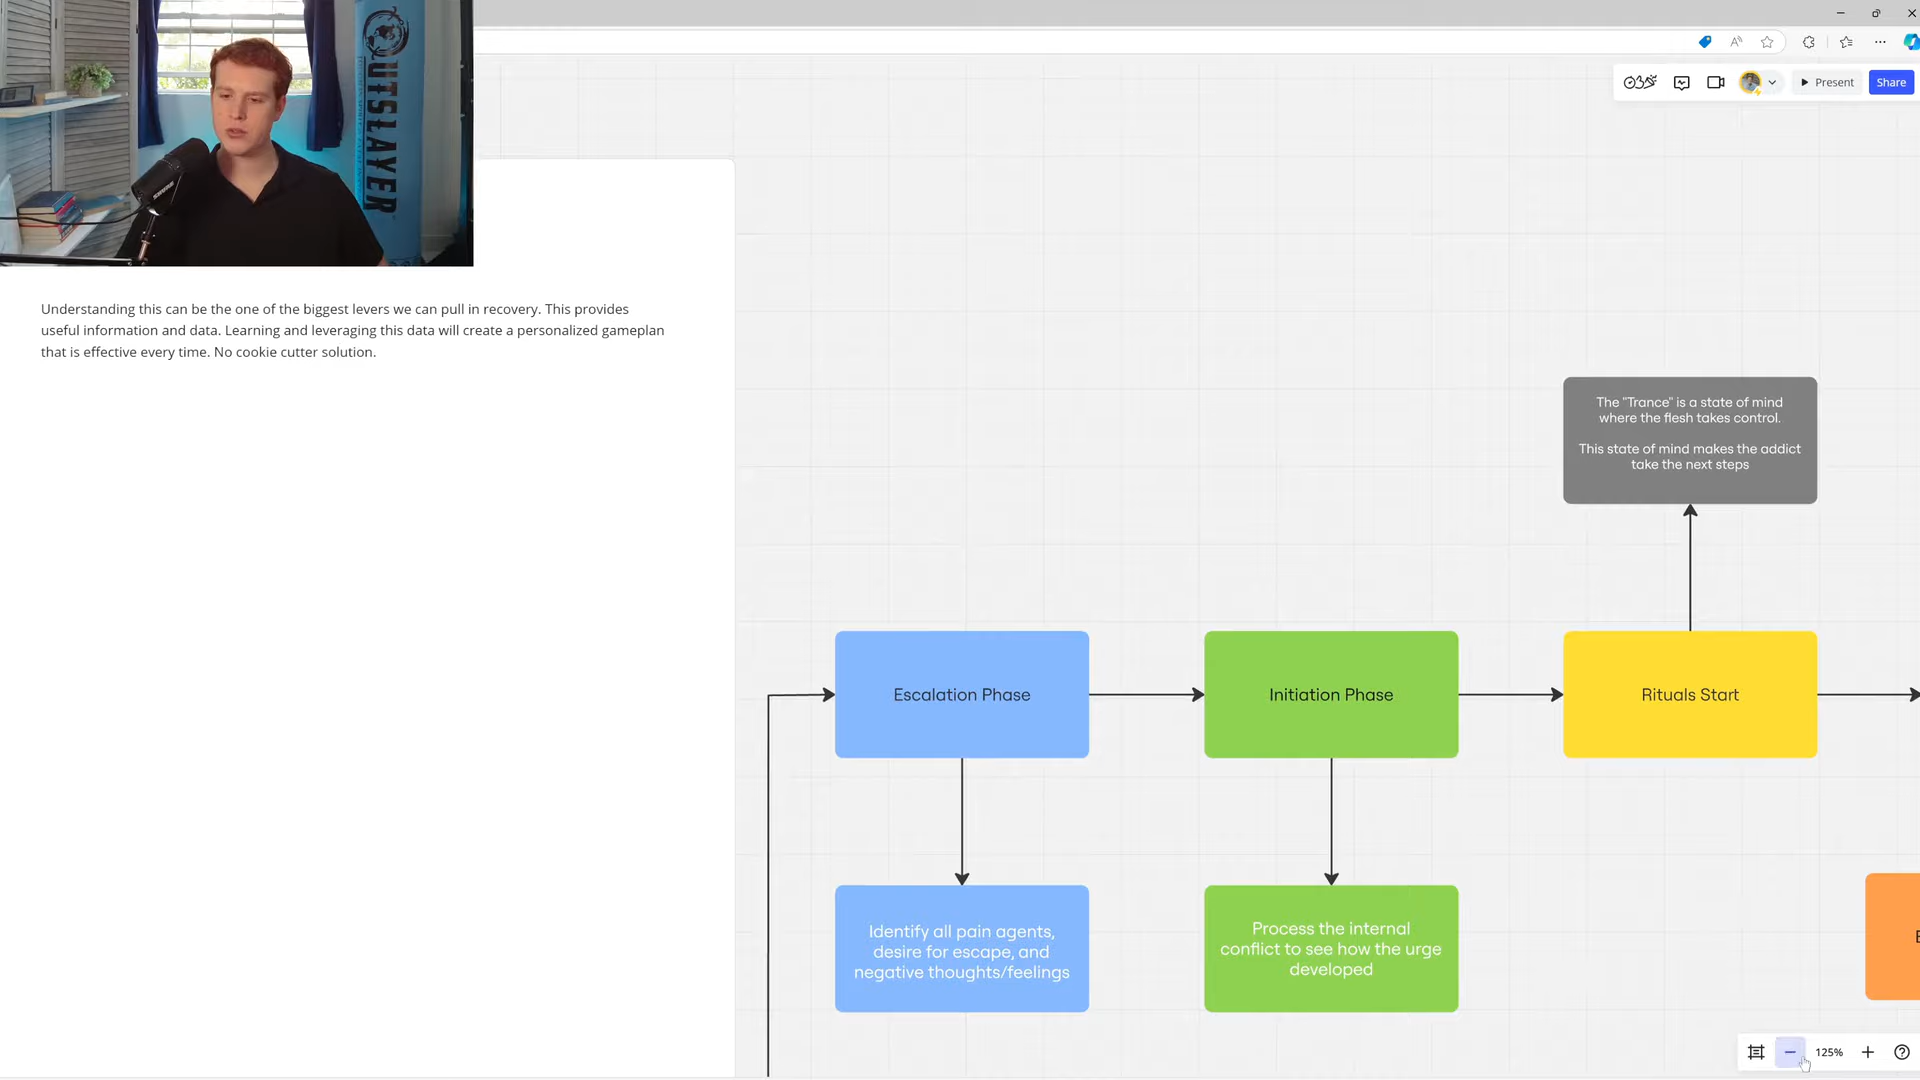 UTSLAYER
Present
Share
Understanding this can be the one of the biggest levers we can pull in recovery. This provides
useful information and data. Learning and leveraging this data will create a personalized gameplan
that is effective every time. No cookie cutter solution.
The "Trance" is a state of mind
where the flesh takes control.
This state of mind makes the addict
take the next steps
Escalation Phase
Initiation Phase
Rituals Start
Identify all pain agents,
desire for escape, and
negative thoughts/feelings
Process the internal
conflict to see how the urge
developed
125%